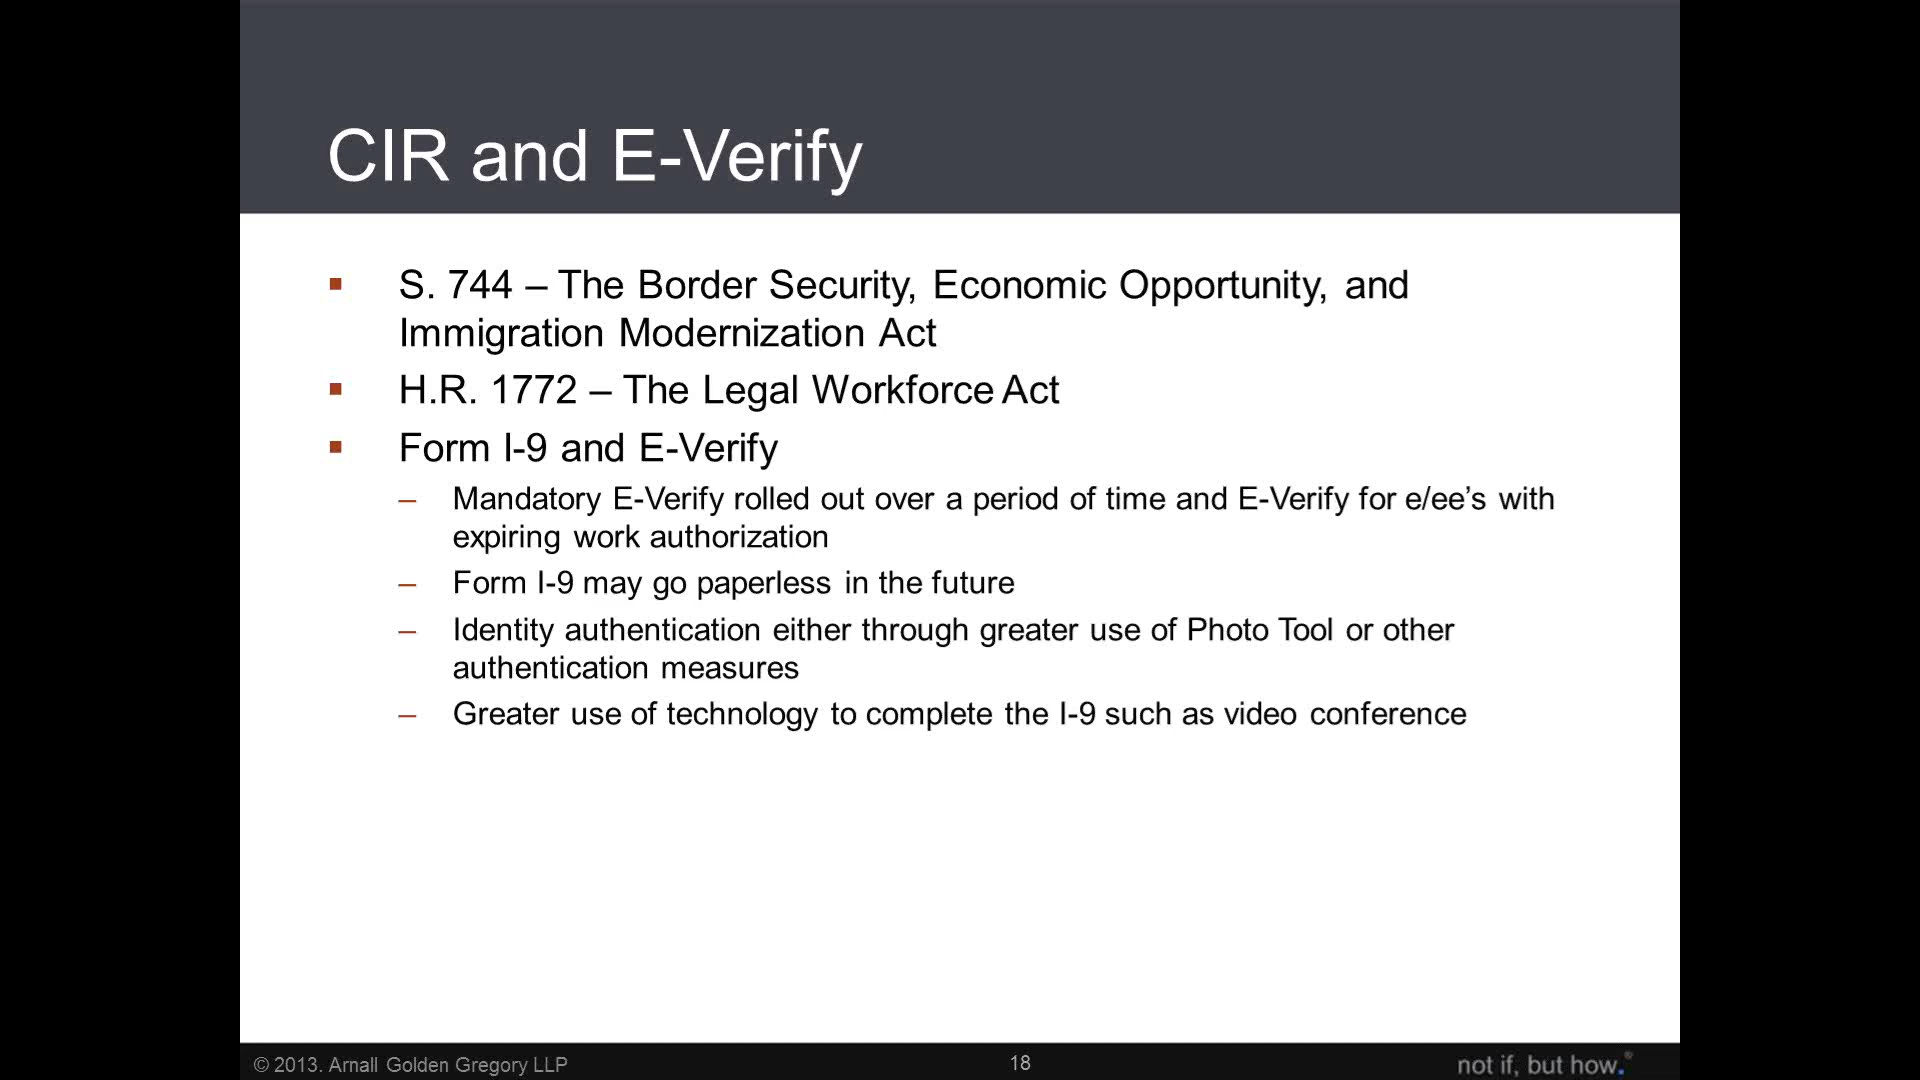 CIR and E-Verify
▪ S. 744 – The Border Security, Economic Opportunity, and
Immigration Modernization Act
▪ H.R. 1772 – The Legal Workforce Act
▪ Form I-9 and E-Verify
– Mandatory E-Verify rolled out over a period of time and E-Verify for e/ee’s with
expiring work authorization
– Form I-9 may go paperless in the future
– Identity authentication either through greater use of Photo Tool or other
authentication measures
– Greater use of technology to complete the I-9 such as video conference
© 2013. Arnall Golden Gregory LLP
18
not if, but how.®